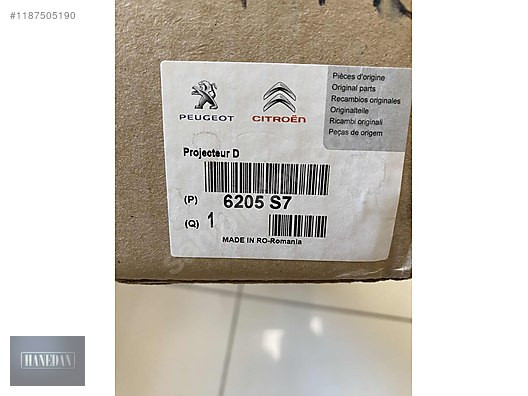 #1187505190
PEUGEOT
CITROËN
Pièces d'origine
Original parts
Recambios originales
Originalteile
Ricambi originali
Peças de origem
Projecteur D
(P) 6205 S7
(Q) 1
MADE IN RO-Romania
HANEDAN